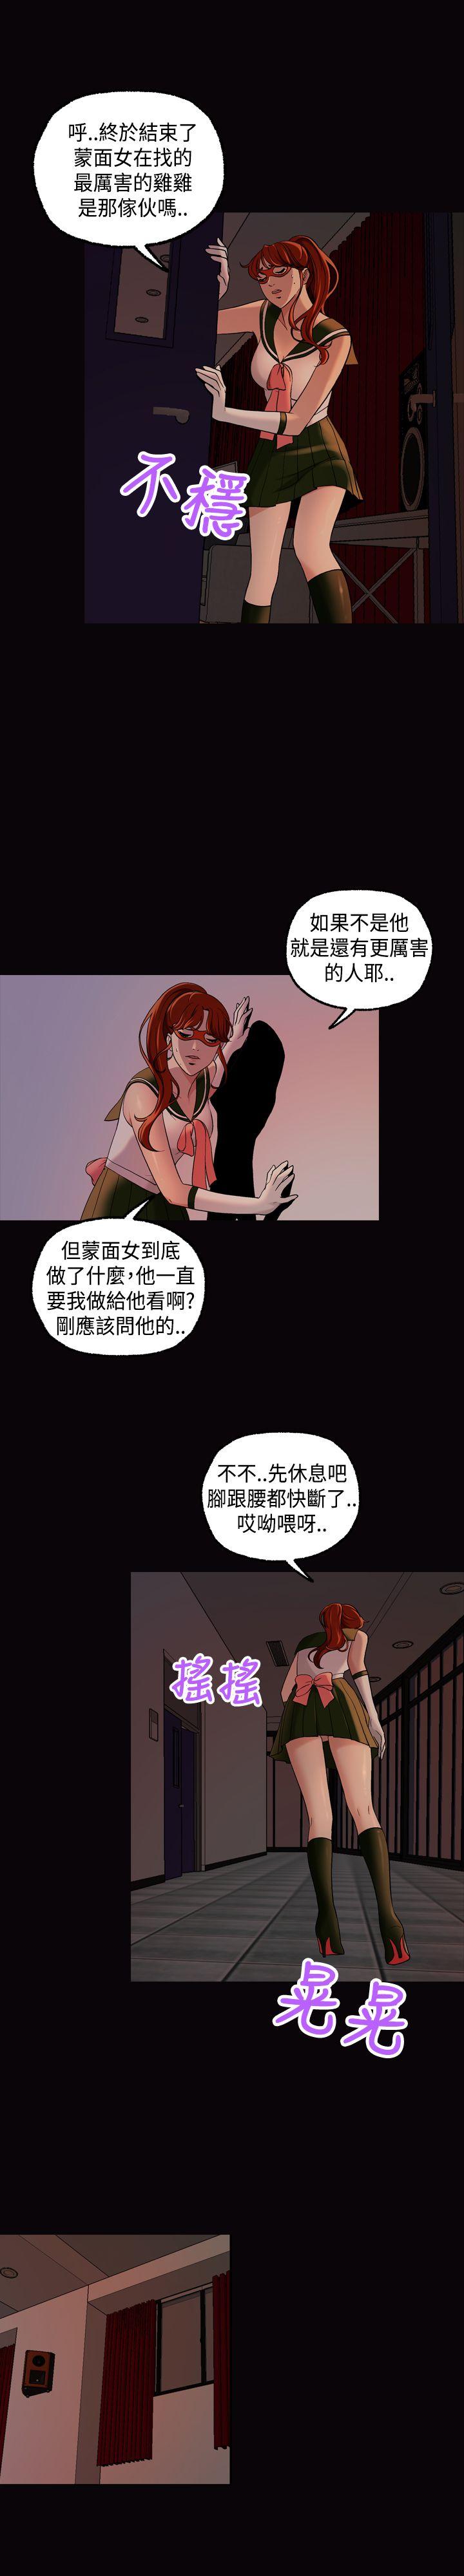 呼..終於結束了
蒙面女在找的
最厲害的雞雞
是那傢伙嗎..
不穩
如果不是他
就是還有更厲害
的人耶..
但蒙面女到底
做了什麼,他一直
要我做給他看啊?
剛應該問他的..
不不..先休息吧
腳跟腰都快斷了..
哎呦喂呀..
搖搖
晃晃